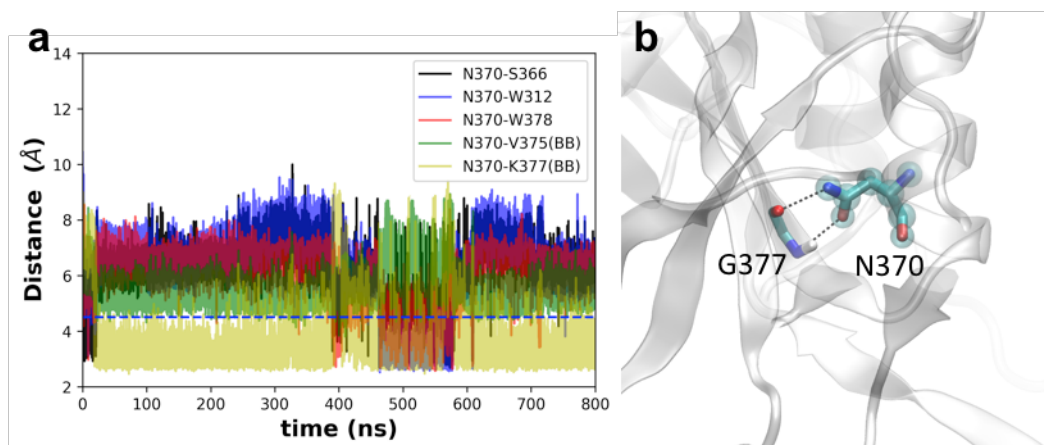 a
14
12
10
8
6
4
2
Distance (Å)
0 100 200 300 400 500 600 700 800
time (ns)
N370-S366
N370-W312
N370-W378
N370-V375(BB)
N370-K377(BB)
b
G377 N370